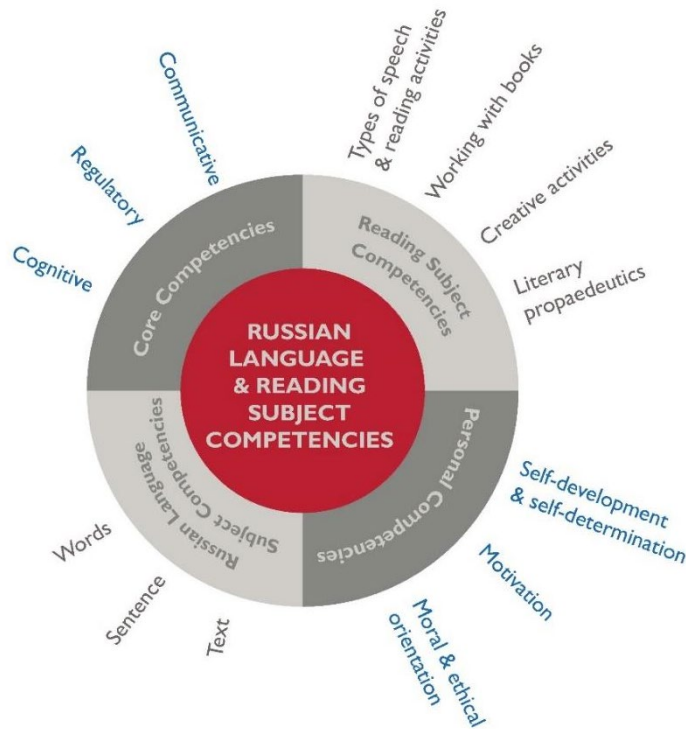 Communicative
Regulatory
Cognitive
Types of speech
& reading activities
Working with books
Creative activities
Literary
propaedeutics
Core Competencies
Reading Subject
Competencies
RUSSIAN
LANGUAGE
& READING
SUBJECT
COMPETENCIES
Personal Competencies
Self-development
& self-determination
Motivation
Moral & ethical
orientation
Russian Language
Subject Competencies
Words
Sentence
Text